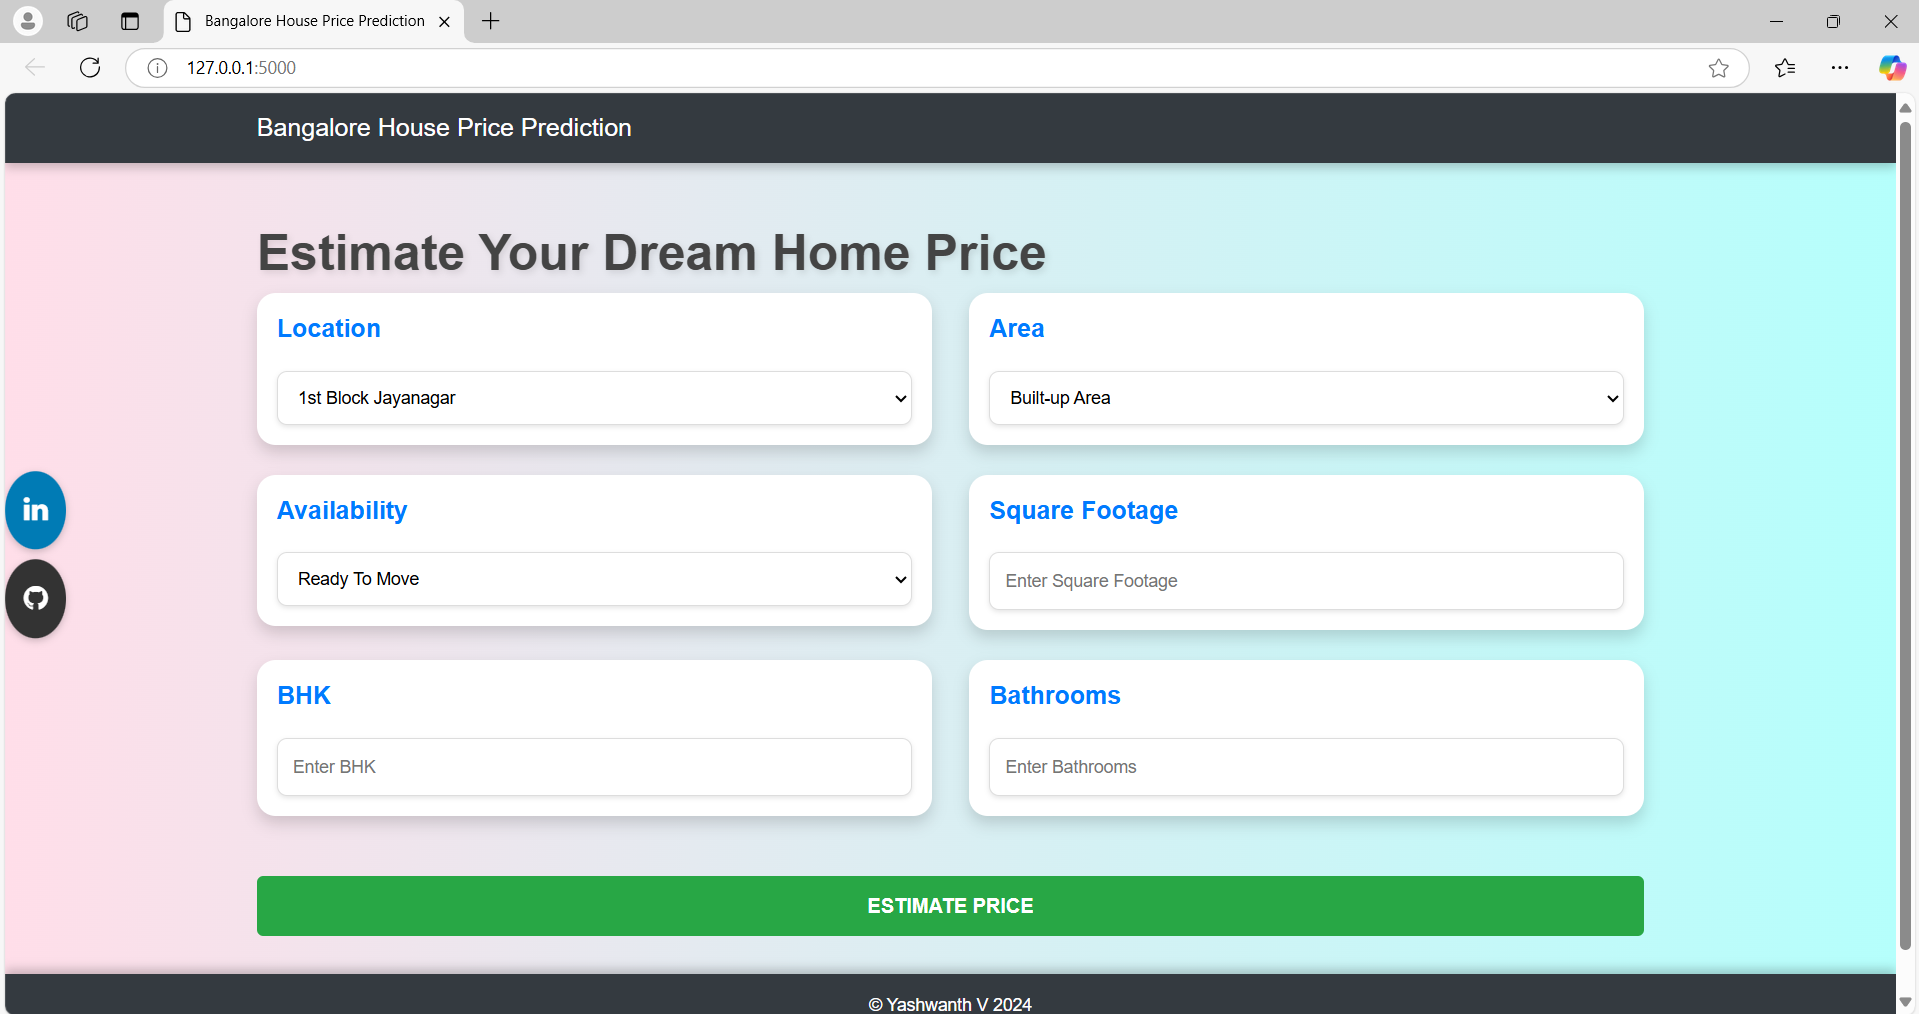 Bangalore House Price Prediction
127.0.0.1:5000
Bangalore House Price Prediction
Estimate Your Dream Home Price
Location
Area
1st Block Jayanagar
Built-up Area
Availability
Square Footage
in
Ready To Move
Enter Square Footage
BHK
Bathrooms
Enter BHK
Enter Bathrooms
ESTIMATE PRICE
© Yashwanth V 2024